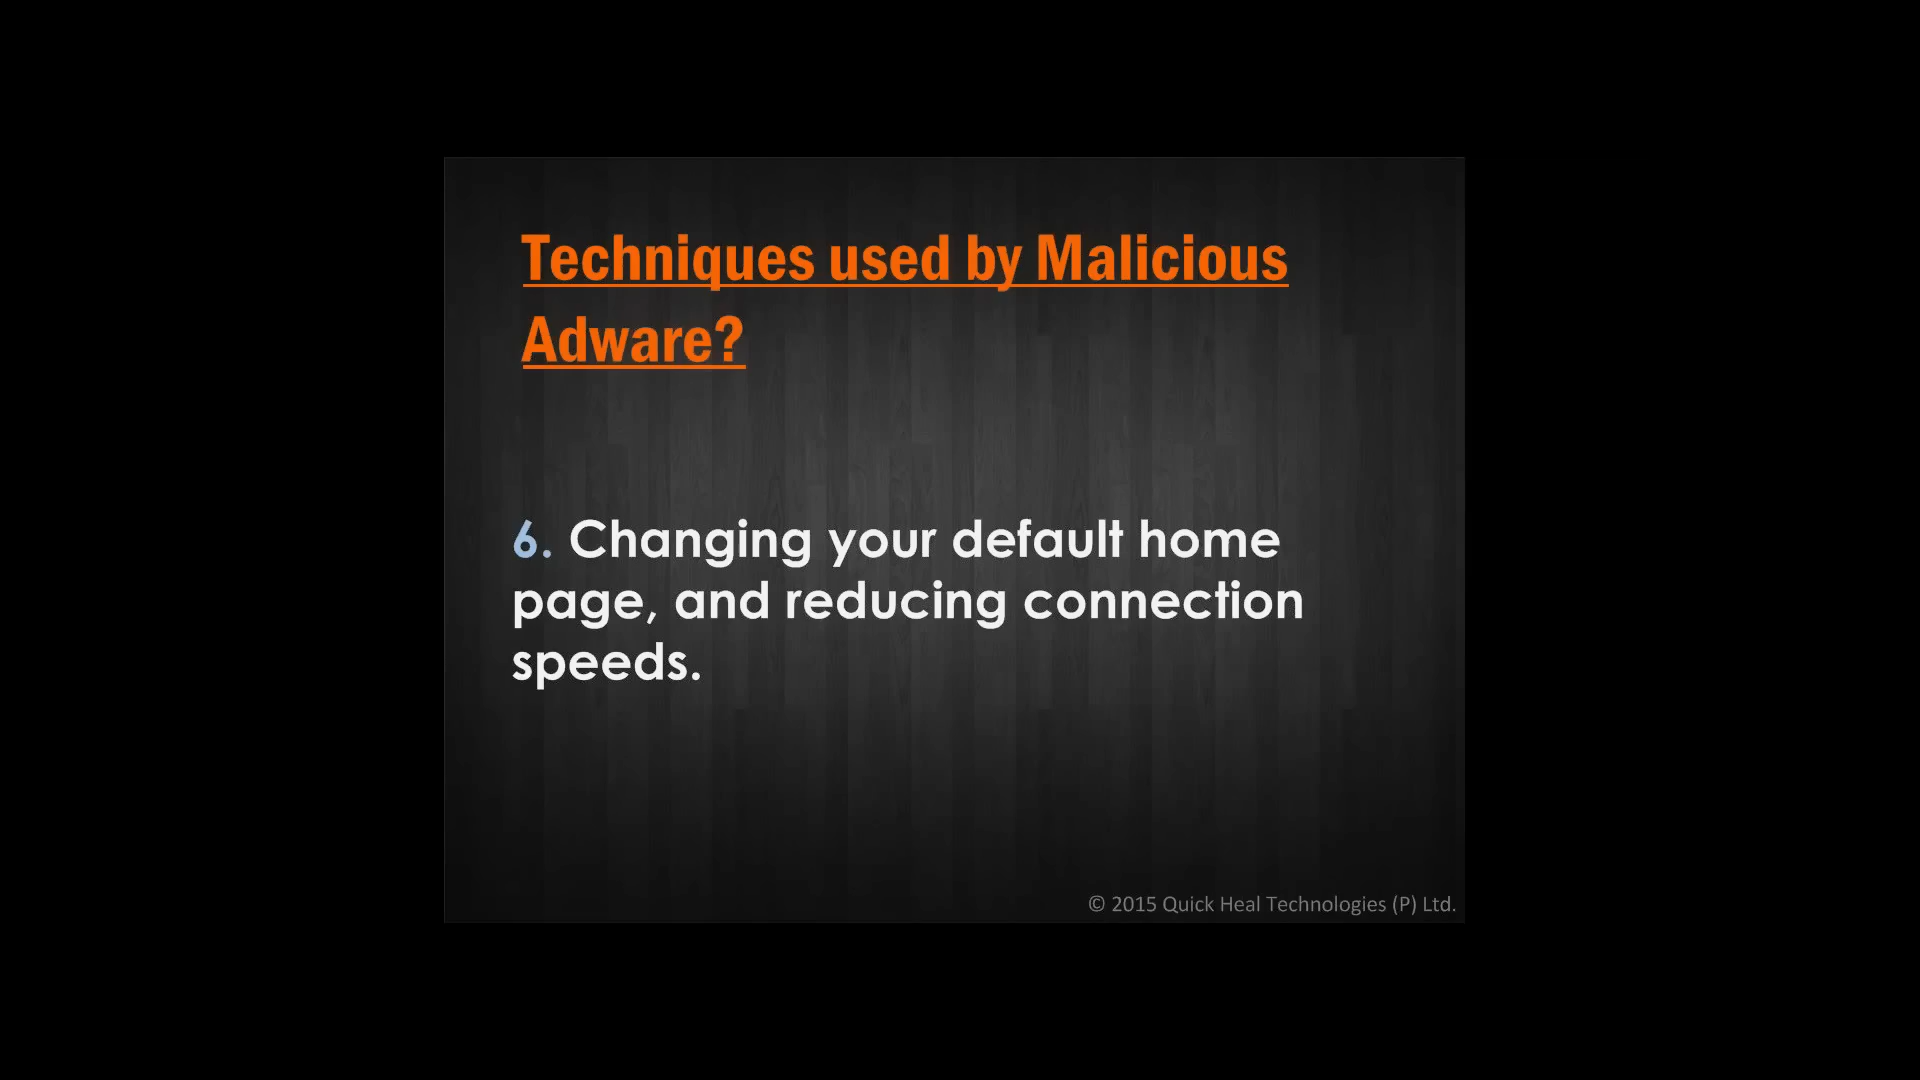 Techniques used by Malicious
Adware?
6. Changing your default home
page, and reducing connection
speeds.
© 2015 Quick Heal Technologies (P) Ltd.